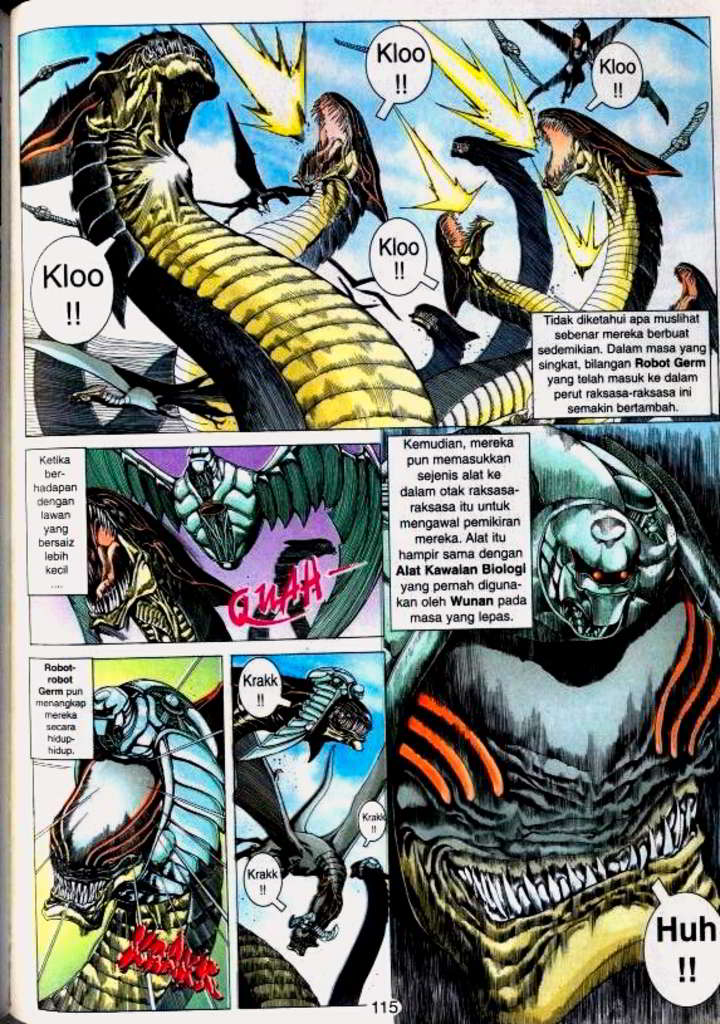 Kloo
!!
Kloo
!!
Kloo
!!
Kloo
!!
Tidak diketahui apa muslihat
sebenar mereka berbuat
sedemikian. Dalam masa yang
singkat, bilangan Robot Germ
yang telah masuk ke dalam
perut raksasa-raksasa ini
semakin bertambah.
Ketika
ber-
hadapan
dengan
lawan
yang
bersaiz
lebih
kecil
....
QUAA
Kemudian, mereka
pun memasukkan
sejenis alat ke
dalam otak raksasa-
raksasa itu untuk
mengawal pemikiran
mereka. Alat itu
hampir sama dengan
Alat Kawalan Biologi
yang pernah diguna-
kan oleh Wunan pada
masa yang lepas.
Robot-
robot
Germ pun
menangkap
mereka
secara
hidup-
hidup.
Krakk
!!
Krakk
!!
Krakk
!!
Huh
!!
115